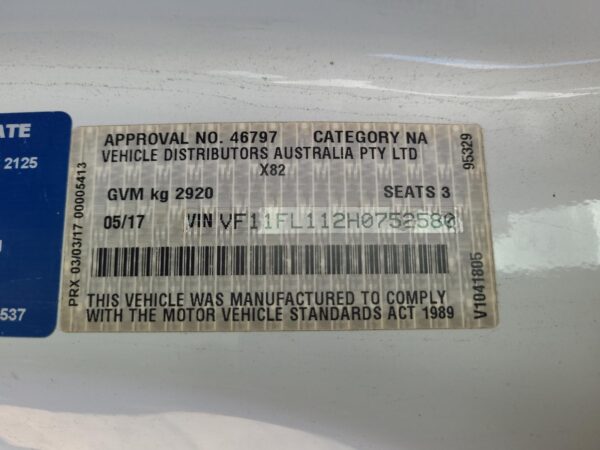 ATE
2125
537
APPROVAL NO. 46797 CATEGORY NA
VEHICLE DISTRIBUTORS AUSTRALIA PTY LTD
X82
GVM kg 2920 SEATS 3
05/17 VIN VF11FL112H0752580
THIS VEHICLE WAS MANUFACTURED TO COMPLY
WITH THE MOTOR VEHICLE STANDARDS ACT 1989
PRX 03/03/17 00005413
95329
V1041805